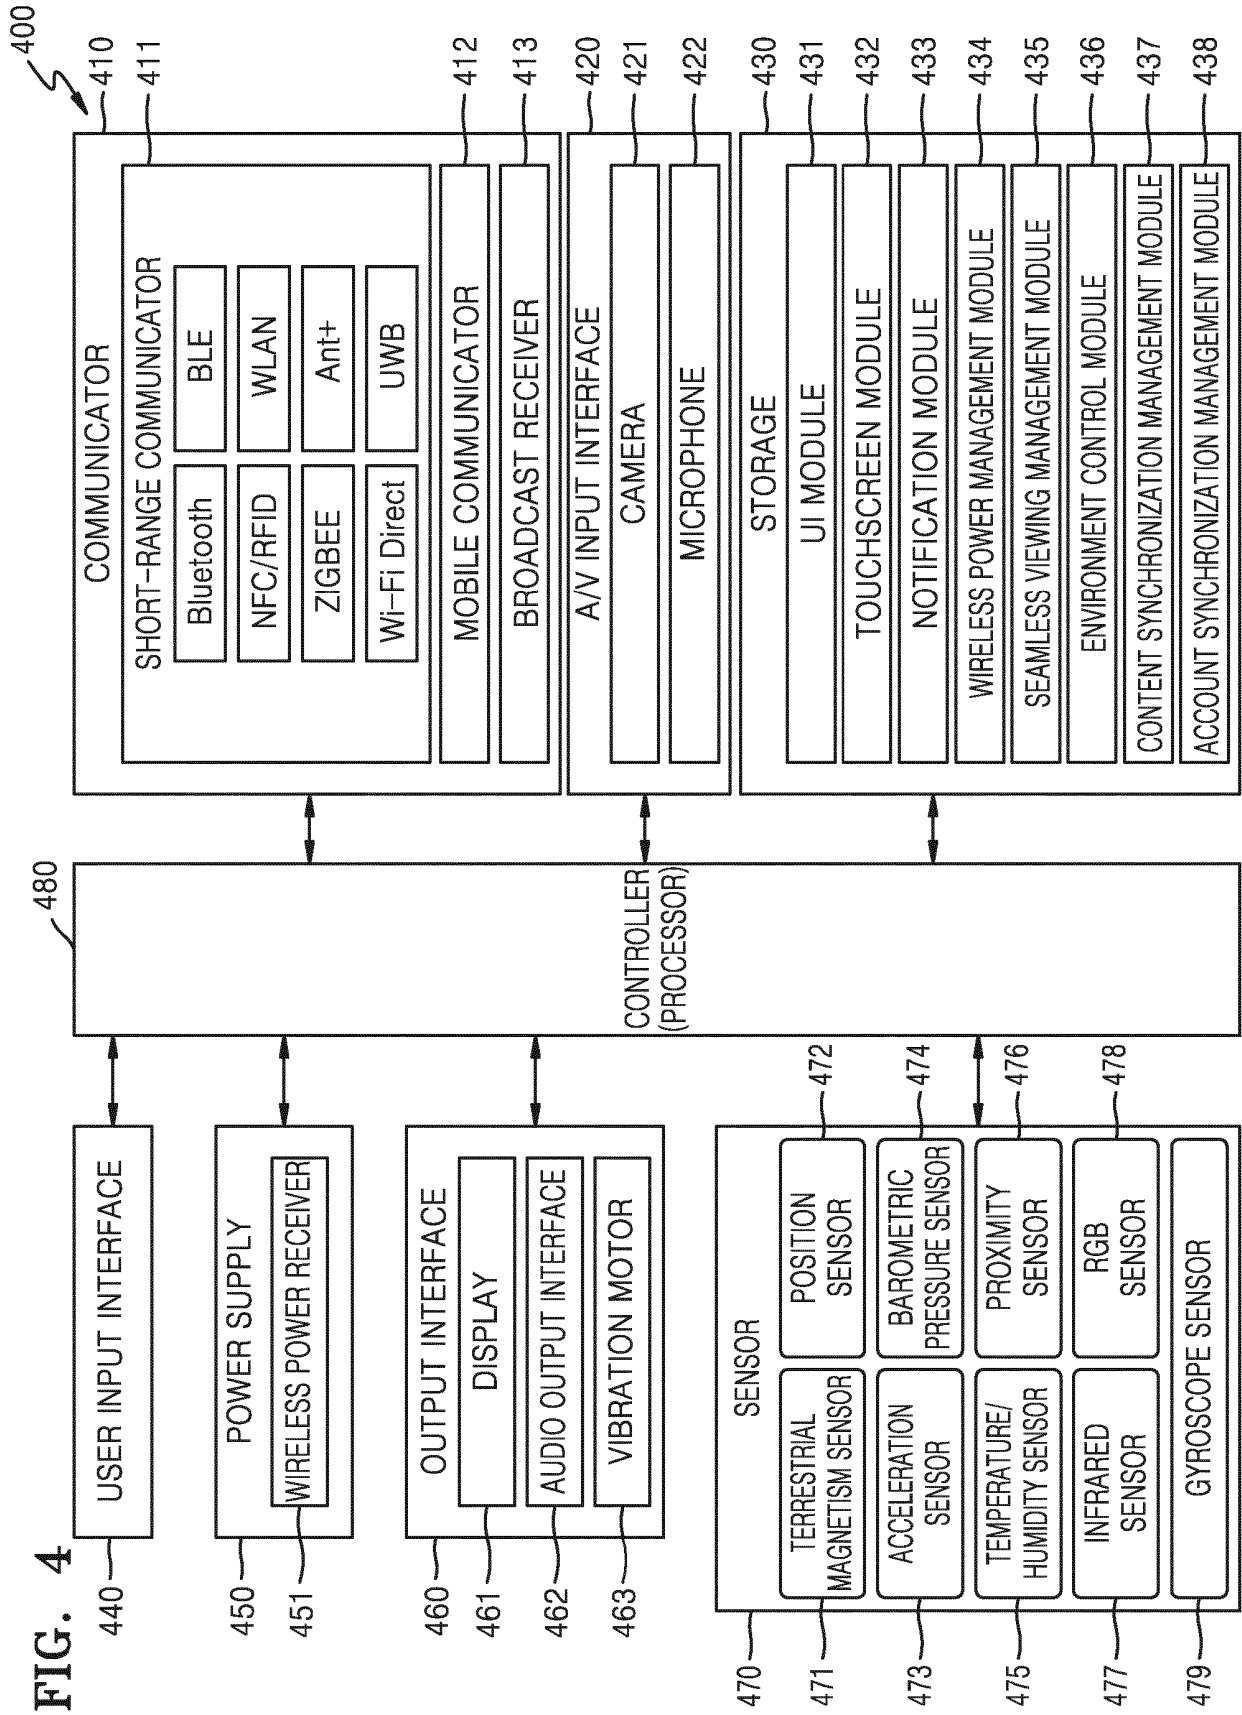 FIG. 4
400
440
USER INPUT INTERFACE
450
POWER SUPPLY
451
WIRELESS POWER RECEIVER
460
OUTPUT INTERFACE
461
DISPLAY
462
AUDIO OUTPUT INTERFACE
463
VIBRATION MOTOR
470
SENSOR
471
TERRESTRIAL
MAGNETISM SENSOR
POSITION
SENSOR
472
473
ACCELERATION
SENSOR
BAROMETRIC
PRESSURE SENSOR
474
475
TEMPERATURE/
HUMIDITY SENSOR
PROXIMITY
SENSOR
476
477
INFRARED
SENSOR
RGB
SENSOR
478
479
GYROSCOPE SENSOR
480
CONTROLLER
(PROCESSOR)
COMMUNICATOR
410
SHORT-RANGE COMMUNICATOR
411
Bluetooth
BLE
NFC/RFID
WLAN
ZIGBEE
Ant+
Wi-Fi Direct
UWB
MOBILE COMMUNICATOR
412
BROADCAST RECEIVER
413
A/V INPUT INTERFACE
420
CAMERA
421
MICROPHONE
422
STORAGE
430
UI MODULE
431
TOUCHSCREEN MODULE
432
NOTIFICATION MODULE
433
WIRELESS POWER MANAGEMENT MODULE
434
SEAMLESS VIEWING MANAGEMENT MODULE
435
ENVIRONMENT CONTROL MODULE
436
CONTENT SYNCHRONIZATION MANAGEMENT MODULE
437
ACCOUNT SYNCHRONIZATION MANAGEMENT MODULE
438